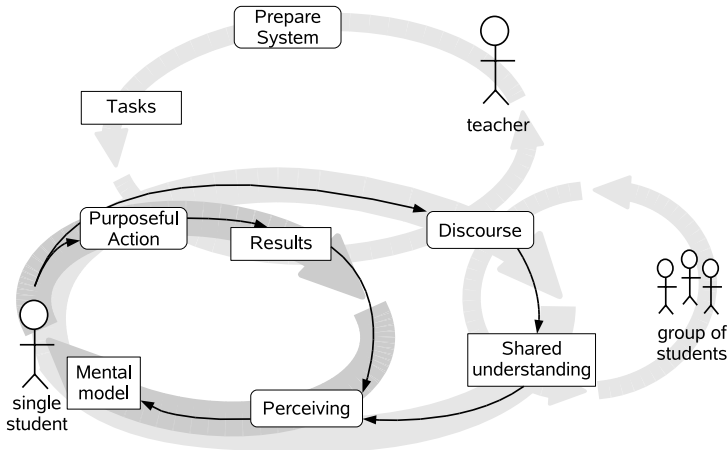 Prepare
System
Tasks
teacher
Purposeful
Action
Results
Discourse
group of
students
Shared
understanding
Mental
model
Perceiving
single
student